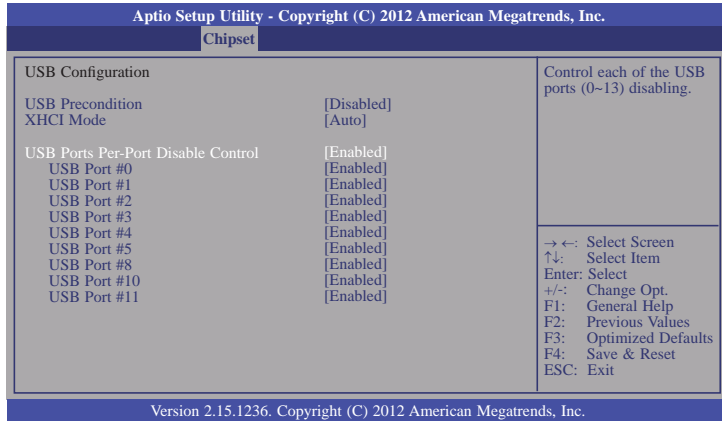 Aptio Setup Utility - Copyright (C) 2012 American Megatrends, Inc.
Chipset
USB Configuration
USB Precondition [Disabled]
XHCI Mode [Auto]
USB Ports Per-Port Disable Control [Enabled]
USB Port #0 [Enabled]
USB Port #1 [Enabled]
USB Port #2 [Enabled]
USB Port #3 [Enabled]
USB Port #4 [Enabled]
USB Port #5 [Enabled]
USB Port #8 [Enabled]
USB Port #10 [Enabled]
USB Port #11 [Enabled]
Control each of the USB
ports (0~13) disabling.
→ ←: Select Screen
↑↓: Select Item
Enter: Select
+/-: Change Opt.
F1: General Help
F2: Previous Values
F3: Optimized Defaults
F4: Save & Reset
ESC: Exit
Version 2.15.1236. Copyright (C) 2012 American Megatrends, Inc.